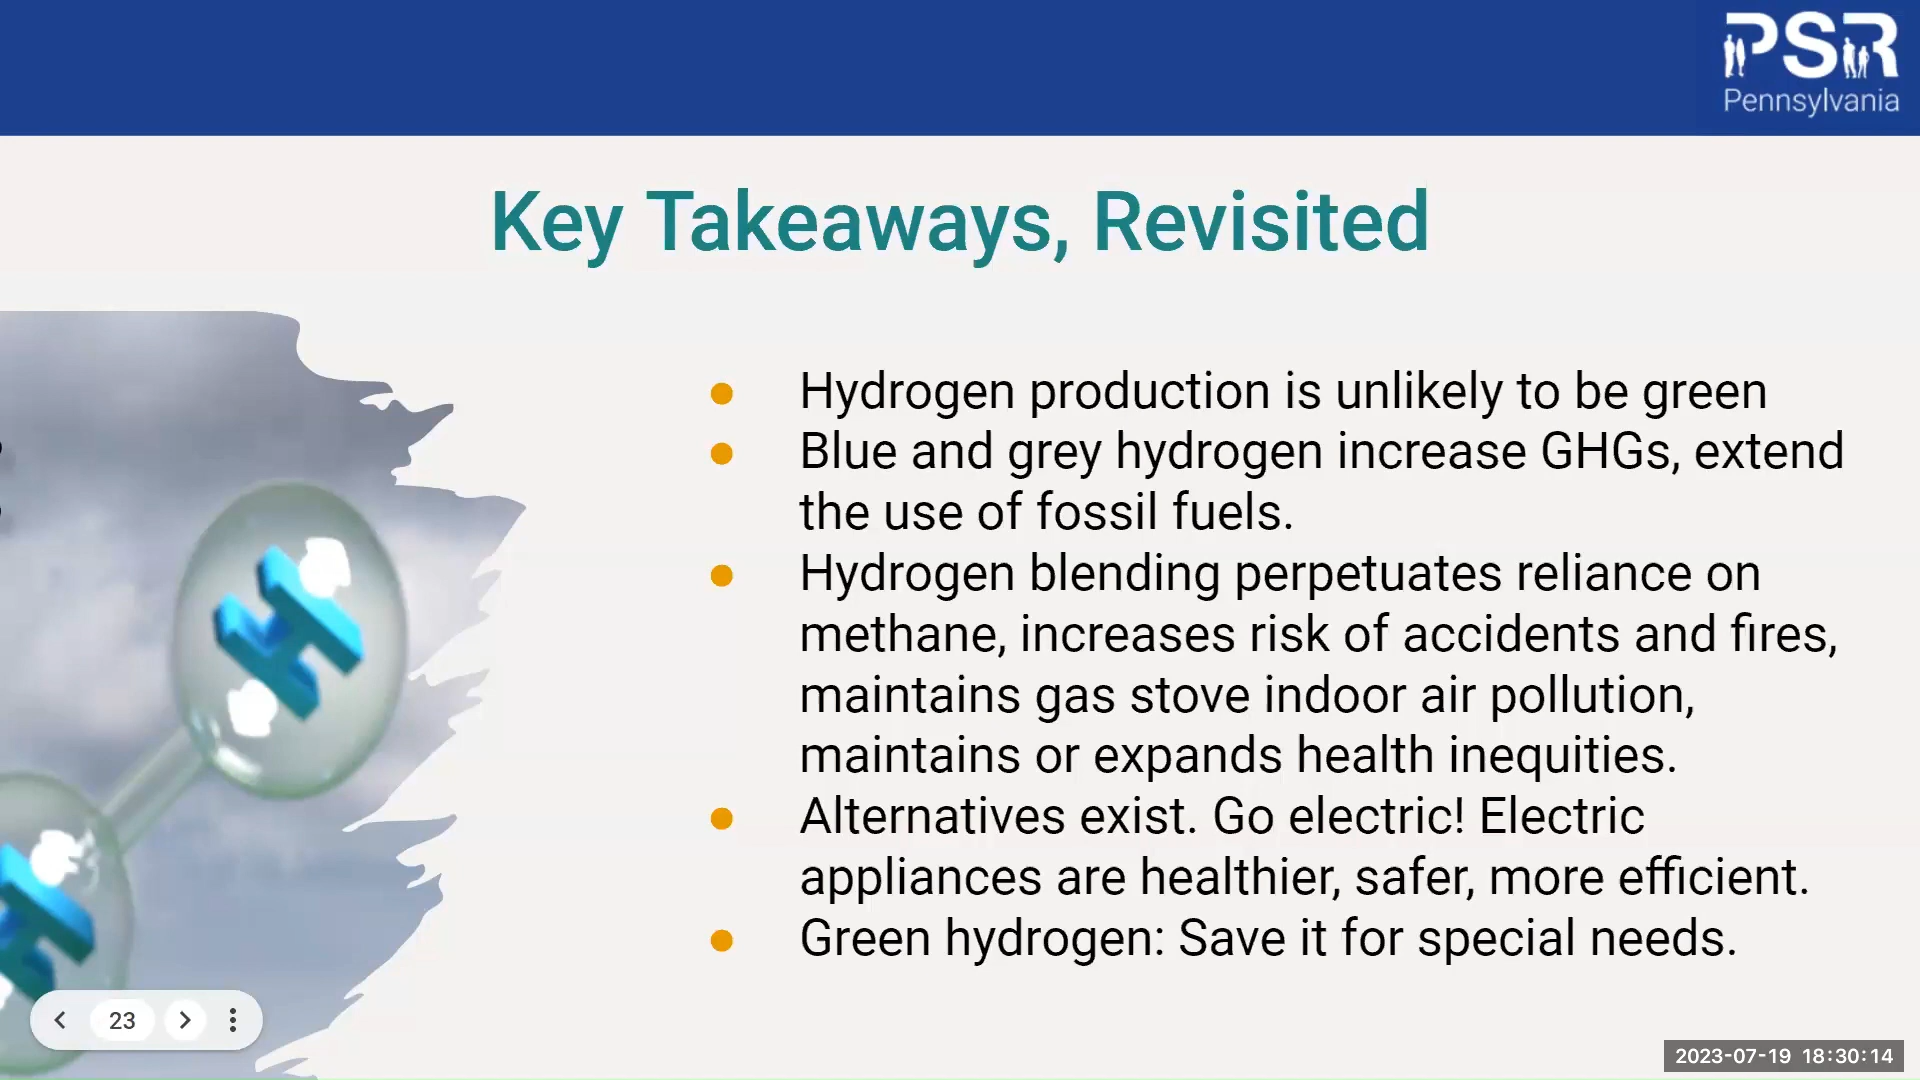 PSR
Pennsylvania
Key Takeaways, Revisited
● Hydrogen production is unlikely to be green
● Blue and grey hydrogen increase GHGs, extend
the use of fossil fuels.
● Hydrogen blending perpetuates reliance on
methane, increases risk of accidents and fires,
maintains gas stove indoor air pollution,
maintains or expands health inequities.
● Alternatives exist. Go electric! Electric
appliances are healthier, safer, more efficient.
● Green hydrogen: Save it for special needs.
H
H
23
2023-07-19 18:30:14